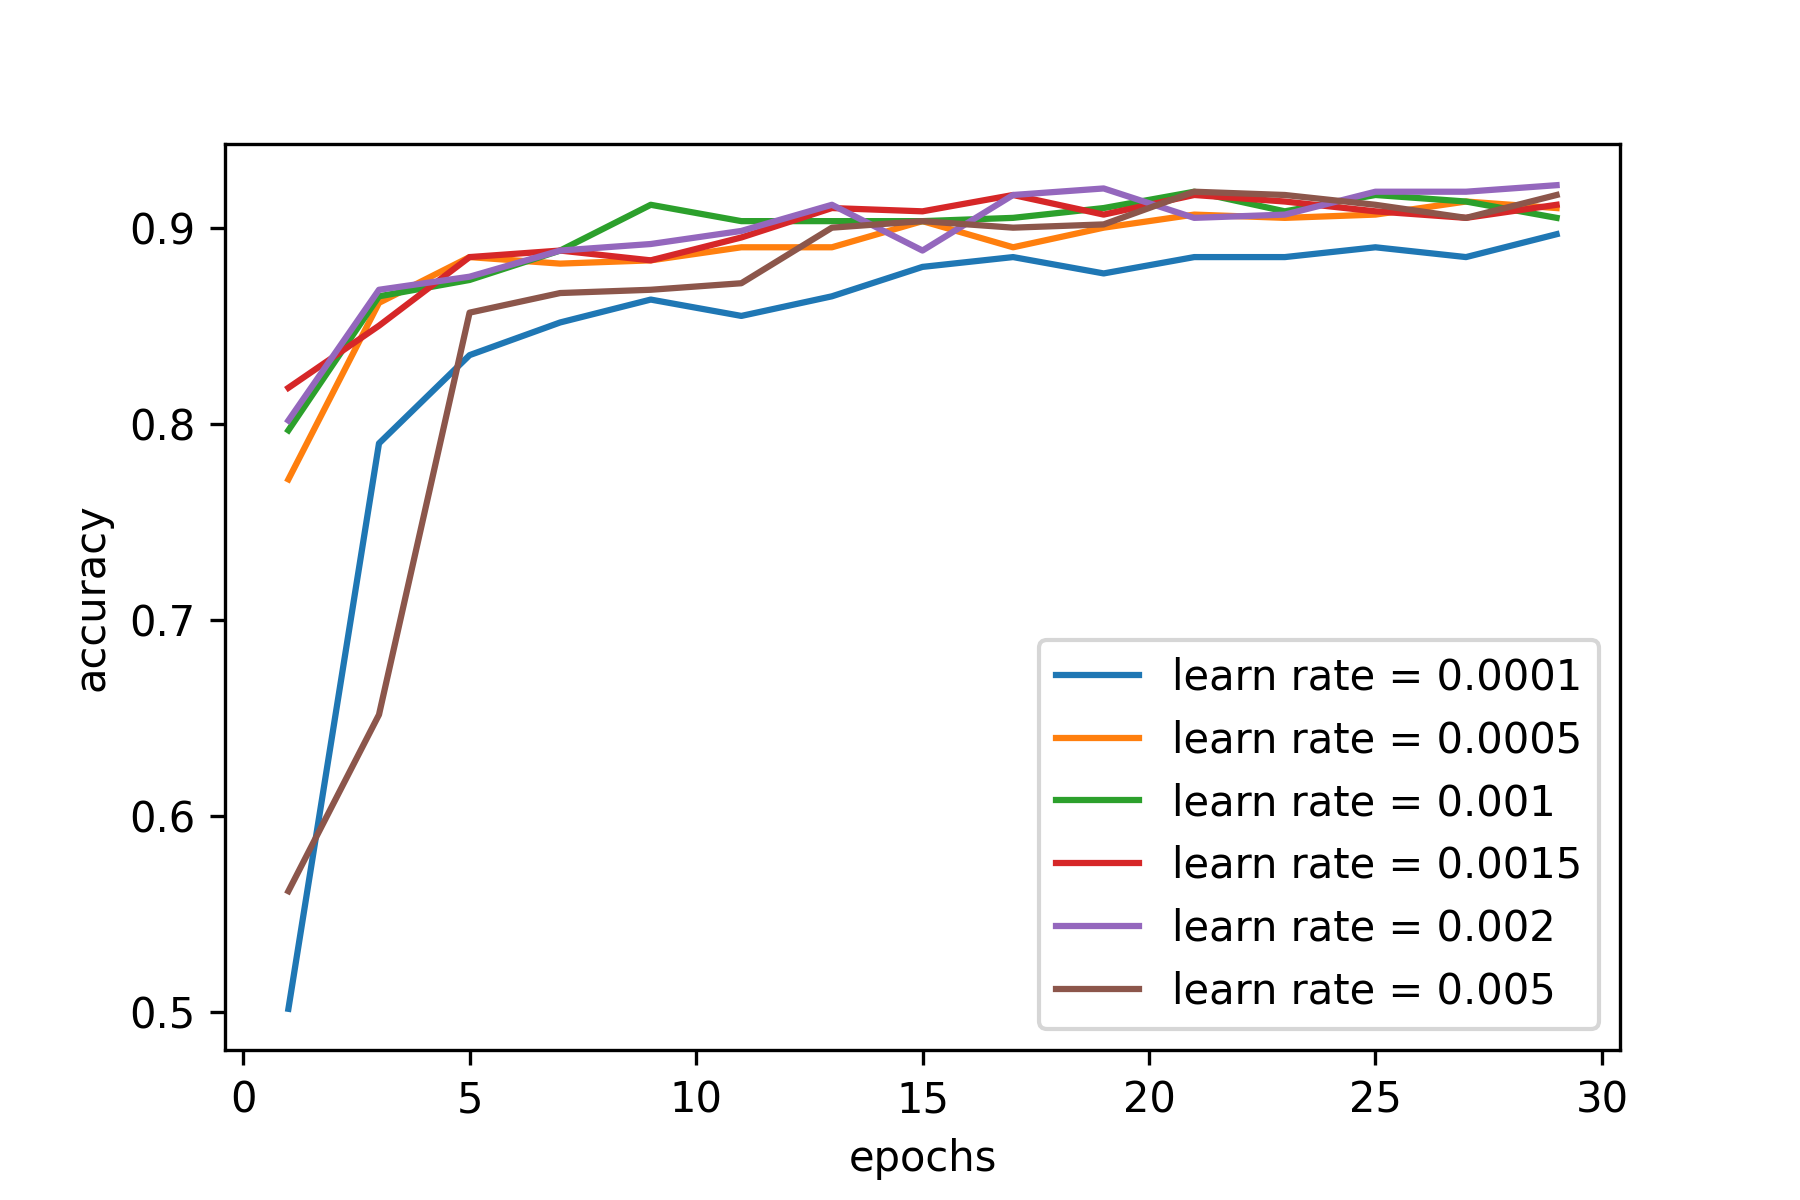 accuracy
0.9
0.8
0.7
0.6
0.5
learn rate = 0.0001
learn rate = 0.0005
learn rate = 0.001
learn rate = 0.0015
learn rate = 0.002
learn rate = 0.005
0 5 10 15 20 25 30
epochs